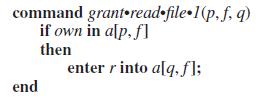 command grant•read•file•1(p, f, q)
if own in a[p, f]
then
enter r into a[q, f];
end